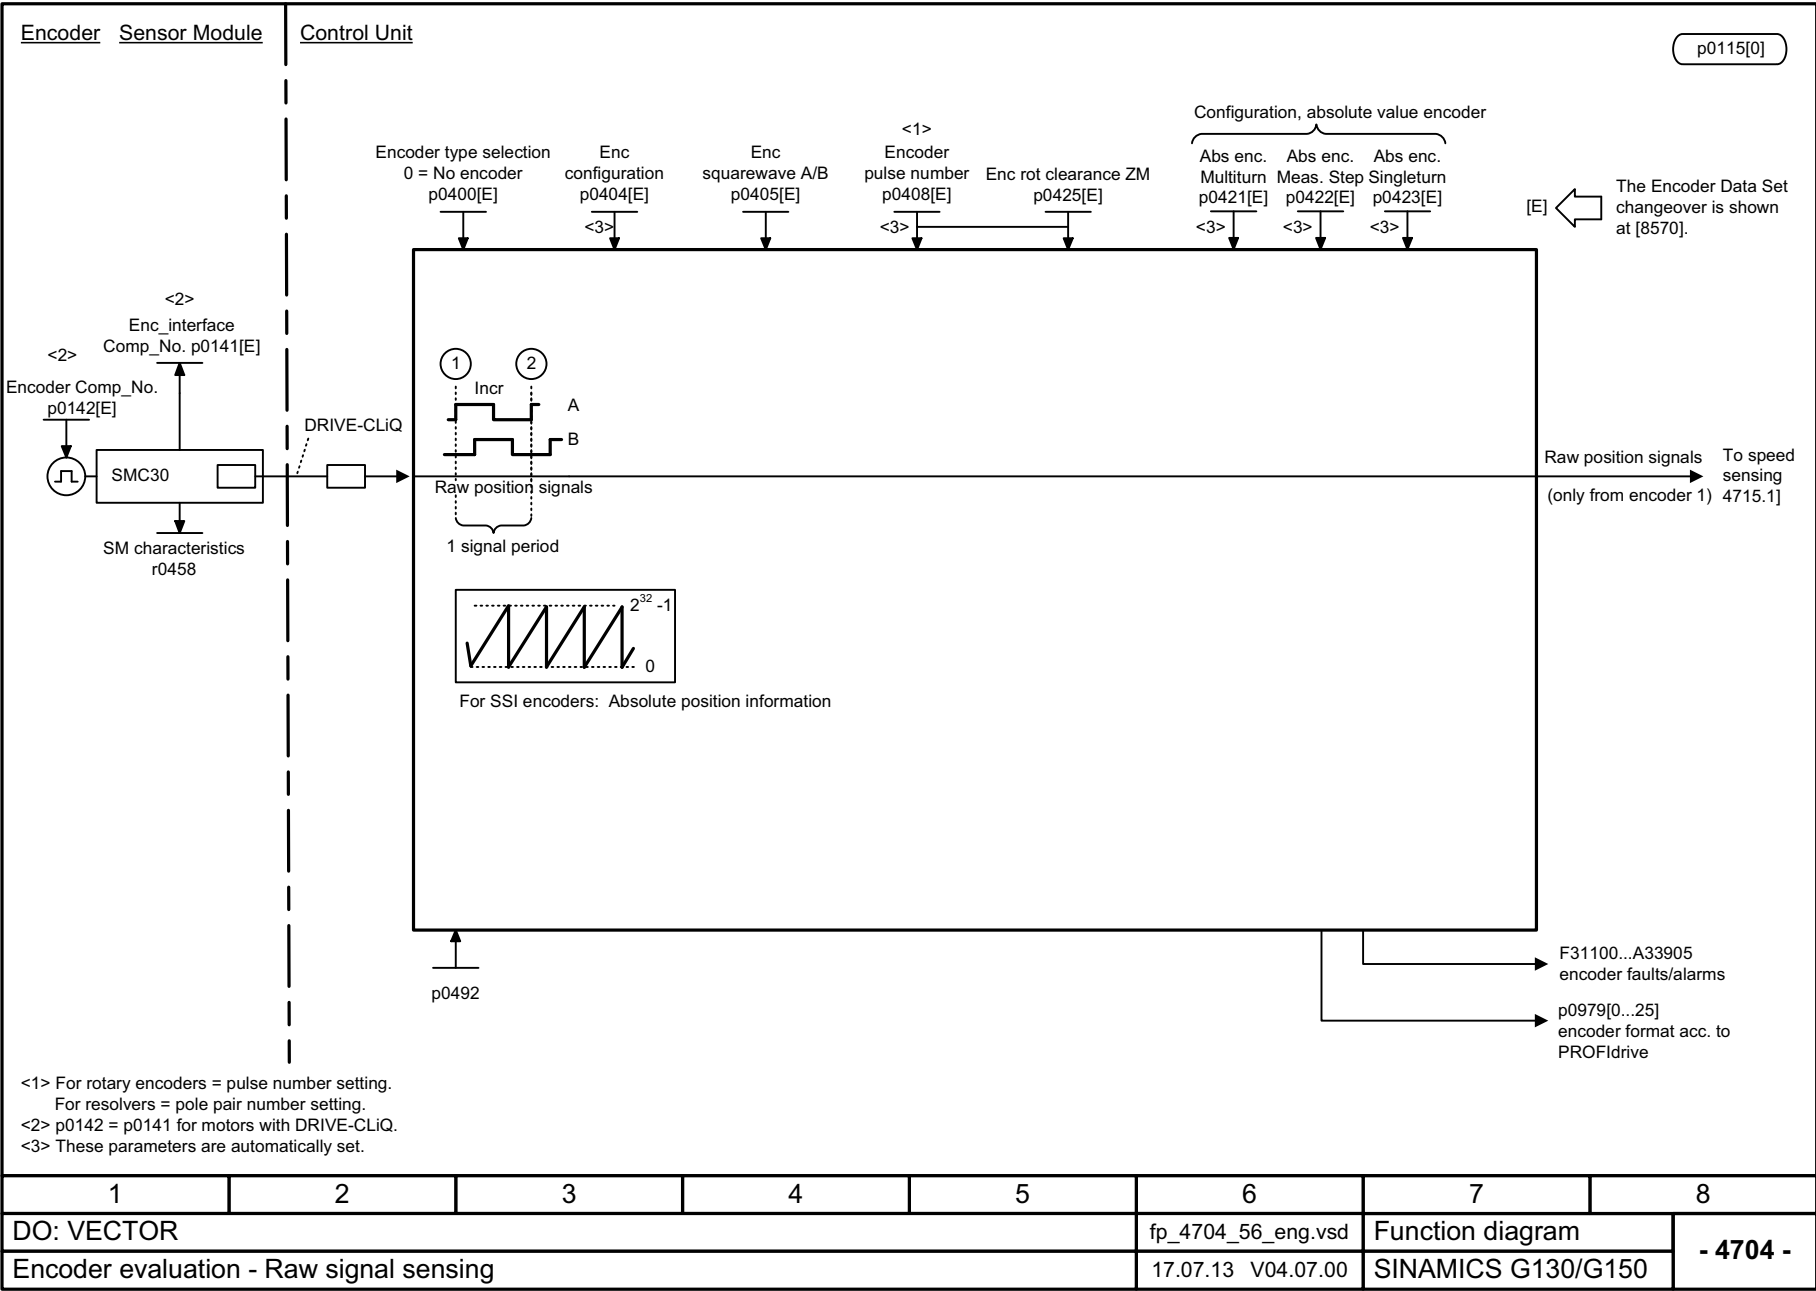 Encoder Sensor Module Control Unit
p0115[0]
Configuration, absolute value encoder
Encoder type selection
0 = No encoder
p0400[E]
Enc
configuration
p0404[E]
<3>
Enc
squarewave A/B
p0405[E]
<1>
Encoder
pulse number
p0408[E]
<3>
Enc rot clearance ZM
p0425[E]
Abs enc.
Multiturn
p0421[E]
<3>
Abs enc.
Meas. Step
p0422[E]
<3>
Abs enc.
Singleturn
p0423[E]
<3>
[E]
The Encoder Data Set
changeover is shown
at [8570].
<2>
Enc_interface
Comp_No. p0141[E]
<2>
Encoder Comp_No.
p0142[E]
SMC30
SM characteristics
r0458
DRIVE-CLiQ
1 2
Incr
A
B
Raw position signals
1 signal period
2³² -1
0
For SSI encoders: Absolute position information
Raw position signals
(only from encoder 1)
To speed
sensing
4715.1]
p0492
F31100...A33905
encoder faults/alarms
p0979[0...25]
encoder format acc. to
PROFIdrive
<1> For rotary encoders = pulse number setting.
For resolvers = pole pair number setting.
<2> p0142 = p0141 for motors with DRIVE-CLiQ.
<3> These parameters are automatically set.
1 2 3 4 5 6 7 8
DO: VECTOR
fp_4704_56_eng.vsd
Function diagram
- 4704 -
Encoder evaluation - Raw signal sensing
17.07.13 V04.07.00
SINAMICS G130/G150